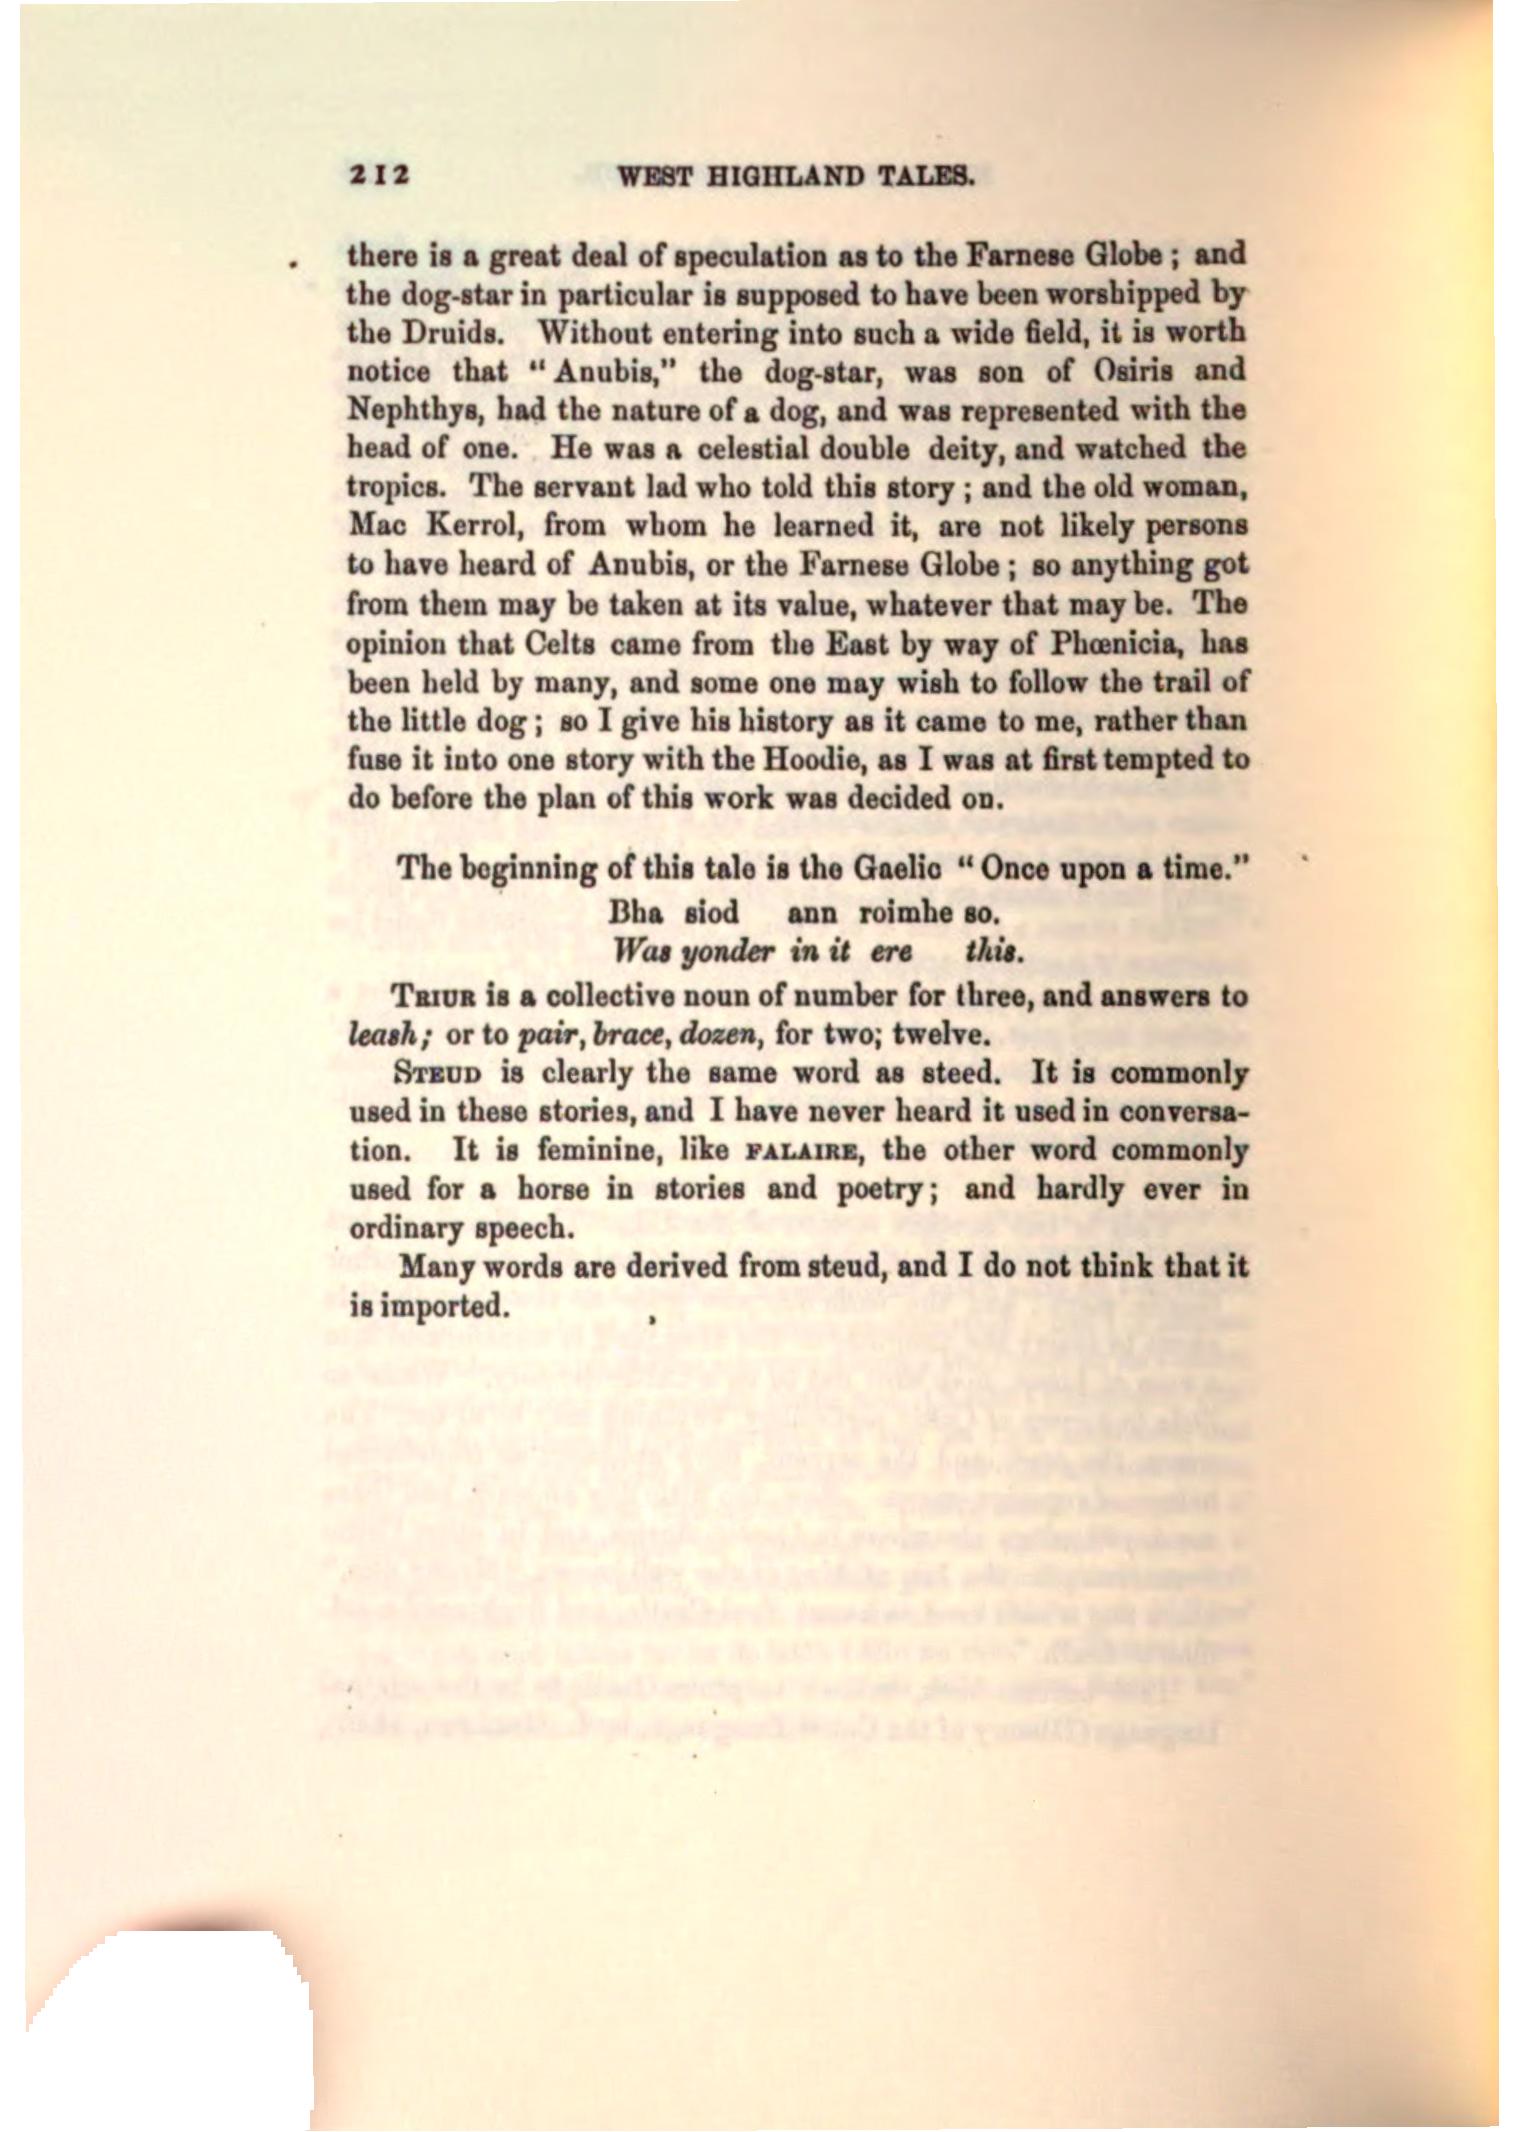 212 WEST HIGHLAND TALES.
there is a great deal of speculation as to the Farnese Globe; and
the dog-star in particular is supposed to have been worshipped by
the Druids. Without entering into such a wide field, it is worth
notice that "Anubis," the dog-star, was son of Osiris and
Nephthys, had the nature of a dog, and was represented with the
head of one. He was a celestial double deity, and watched the
tropics. The servant lad who told this story; and the old woman,
Mac Kerrol, from whom he learned it, are not likely persons
to have heard of Anubis, or the Farnese Globe; so anything got
from them may be taken at its value, whatever that may be. The
opinion that Celts came from the East by way of Phœnicia, has
been held by many, and some one may wish to follow the trail of
the little dog; so I give his history as it came to me, rather than
fuse it into one story with the Hoodie, as I was at first tempted to
do before the plan of this work was decided on.
The beginning of this tale is the Gaelic "Once upon a time."
Bha siod ann roimhe so.
Was yonder in it ere this.
TRIUR is a collective noun of number for three, and answers to
leash; or to pair, brace, dozen, for two; twelve.
STEUD is clearly the same word as steed. It is commonly
used in these stories, and I have never heard it used in conversa-
tion. It is feminine, like FALAIRE, the other word commonly
used for a horse in stories and poetry; and hardly ever in
ordinary speech.
Many words are derived from steud, and I do not think that it
is imported.